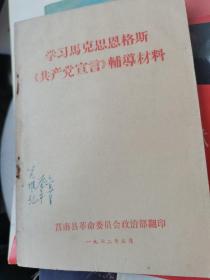 学习馬克思恩格斯
《共产党宣言》輔導材料
莒南县革命委员会政治部翻印
一九七二年三月